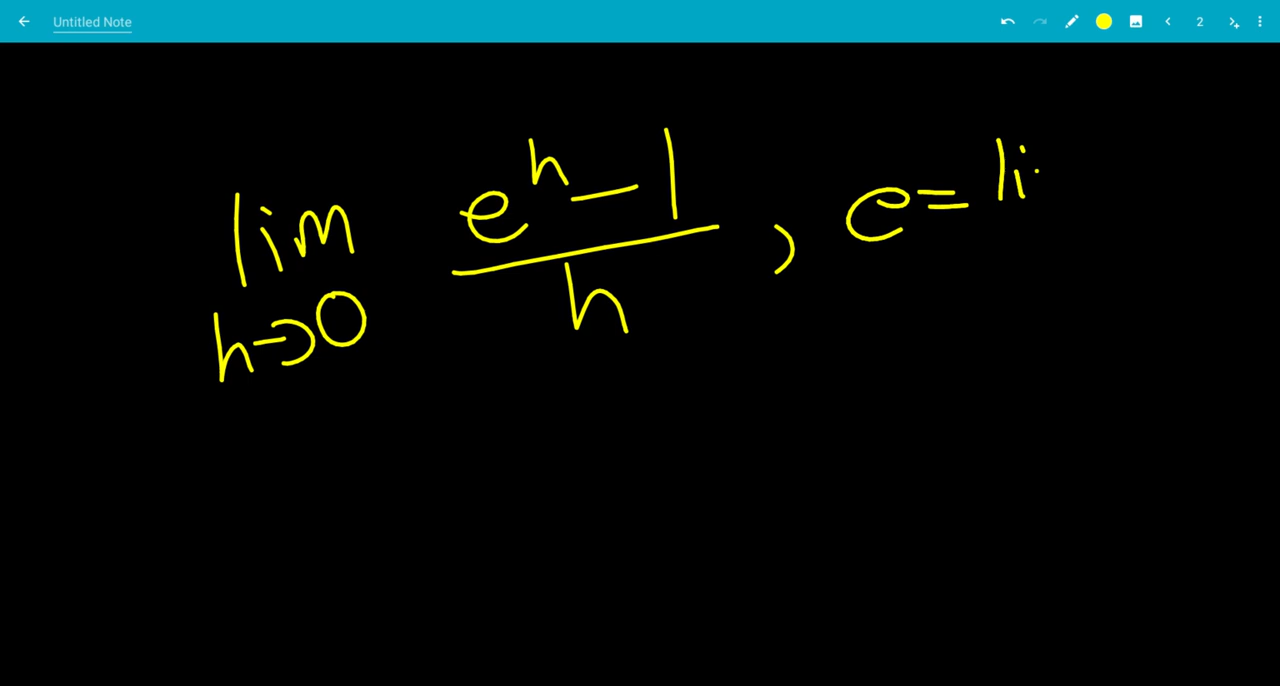 Untitled Note
2
lim h→0 (e^h − 1)/h , e = li